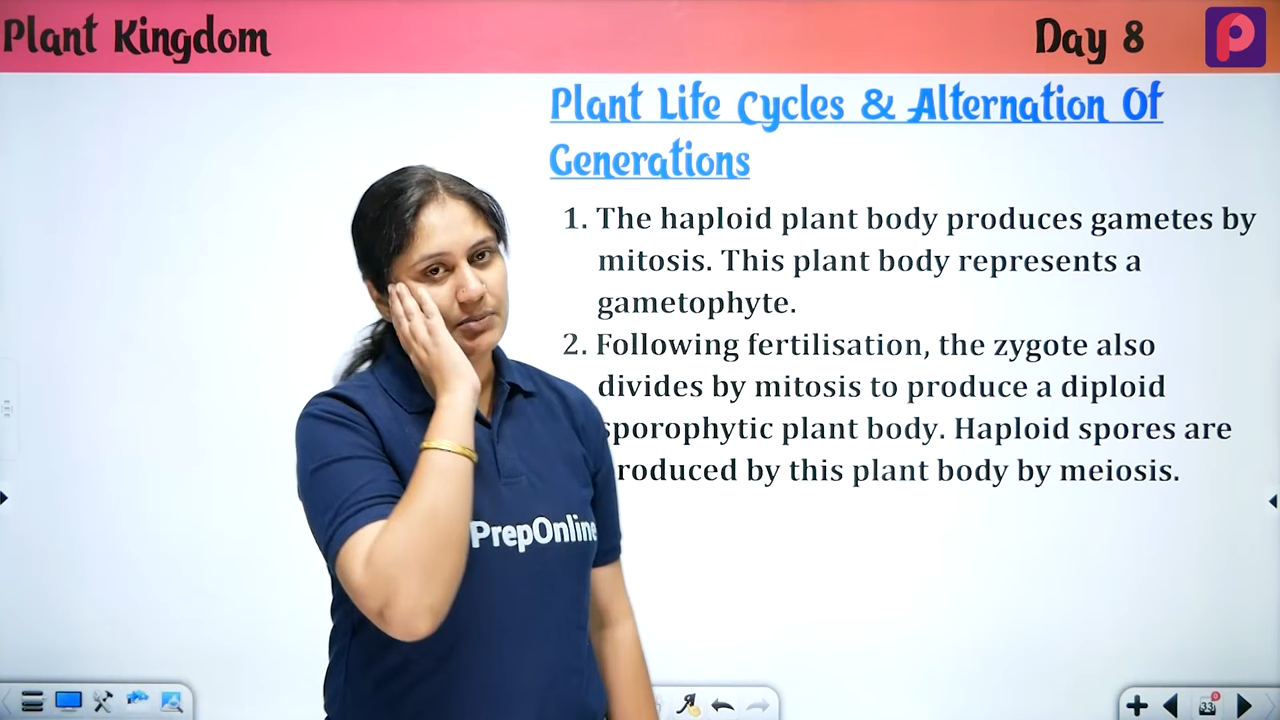 Plant Kingdom
Day 8
Plant Life Cycles & Alternation Of
Generations
1. The haploid plant body produces gametes by
mitosis. This plant body represents a
gametophyte.
2. Following fertilisation, the zygote also
divides by mitosis to produce a diploid
sporophytic plant body. Haploid spores are
roduced by this plant body by meiosis.
PrepOnline
33